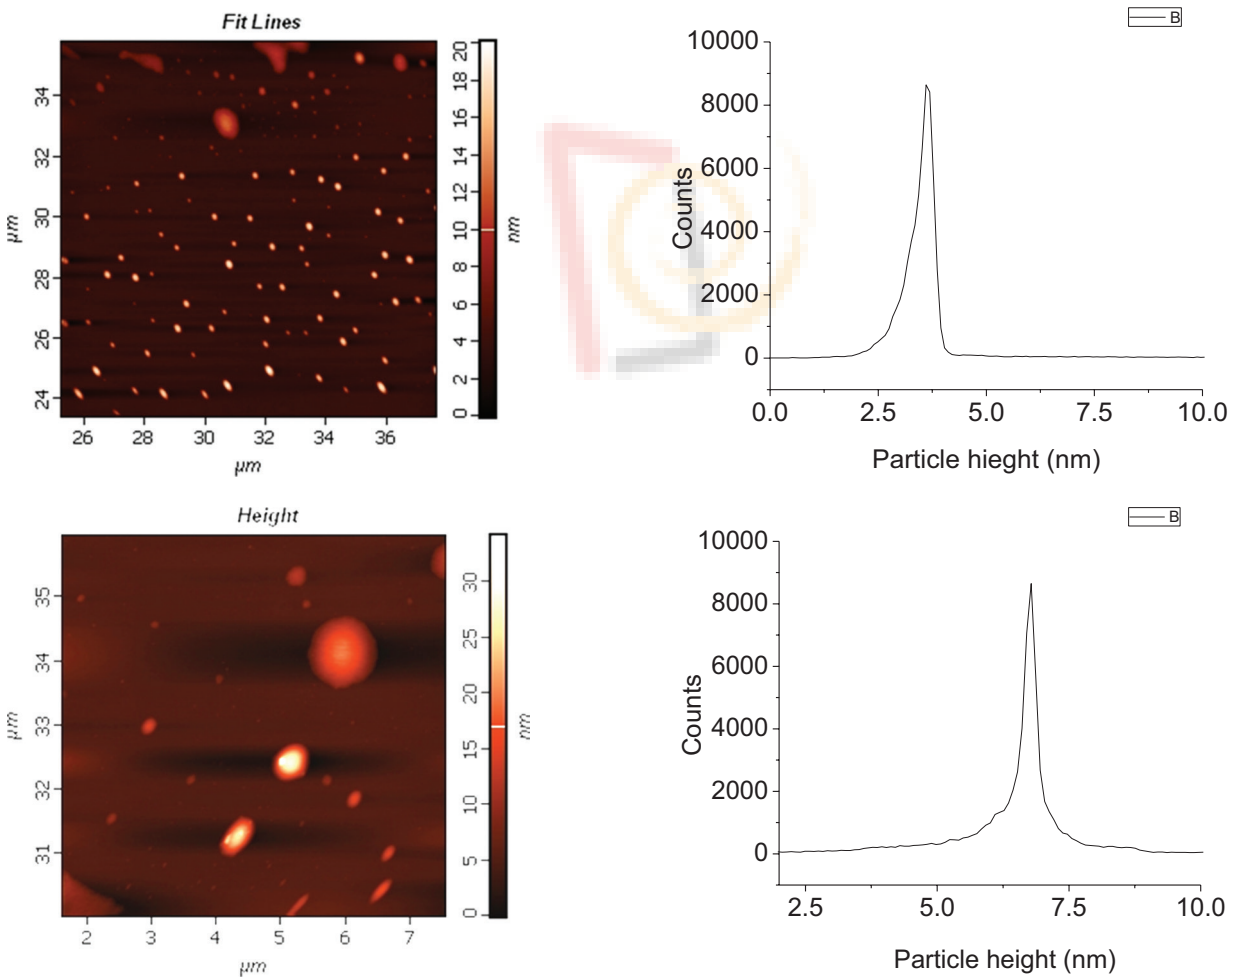 Fit Lines
34
32
30
28
26
24
µm
26 28 30 32 34 36
µm
20
18
16
14
12
10
8
6
4
2
0
nm
B
10000
8000
6000
4000
2000
0
Counts
0.0 2.5 5.0 7.5 10.0
Particle hieght (nm)
Height
35
34
33
32
31
µm
2 3 4 5 6 7
µm
30
25
20
15
10
5
0
nm
B
10000
8000
6000
4000
2000
0
Counts
2.5 5.0 7.5 10.0
Particle height (nm)